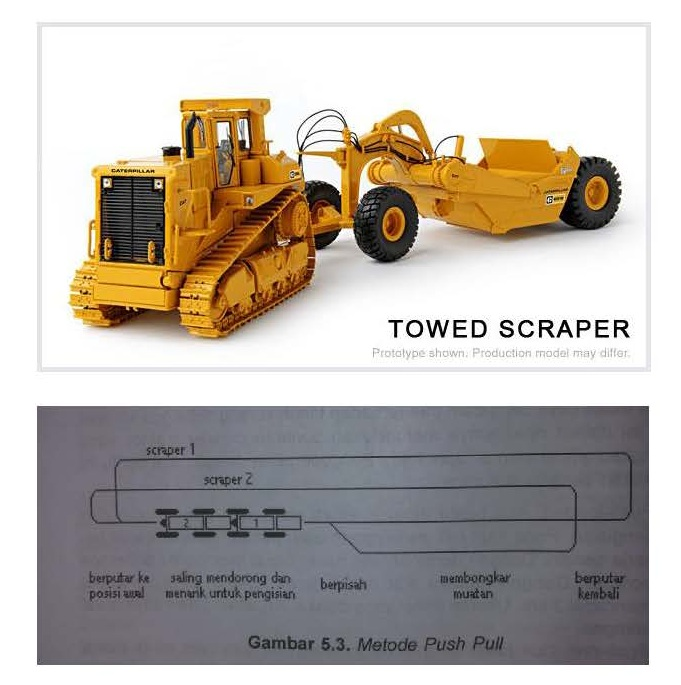 CATERPILLAR
CATERPILLAR
TOWED SCRAPER
Prototype shown. Production model may differ.
scraper 1
scraper 2
2
1
berputar ke
posisi awal
saling mendorong dan
menarik untuk pengisian
berpisah
membongkar
muatan
berputar
kembali
Gambar 5.3. Metode Push Pull